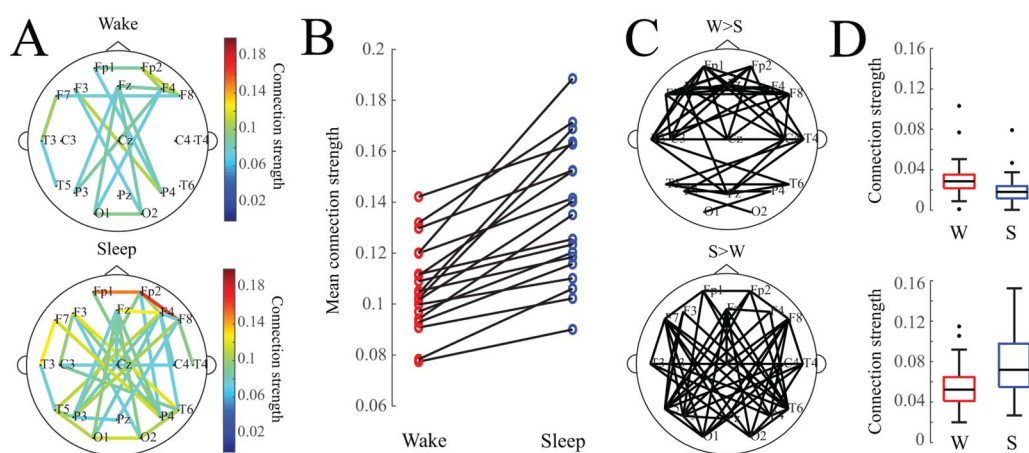 A
Wake
Fp1 Fp2
F7 F3 Fz F4 F8
T3 C3 Cz C4 T4
T5 P3 Pz P4 T6
O1 O2
0.18
0.14
0.1
0.06
0.02
Connection strength
Sleep
Fp1 Fp2
F7 F3 Fz F4 F8
T3 C3 Cz C4 T4
T5 P3 Pz P4 T6
O1 O2
0.18
0.14
0.1
0.06
0.02
Connection strength
B
Mean connection strength
0.2
0.18
0.16
0.14
0.12
0.1
0.08
0.06
Wake Sleep
C
W>S
Fp1 Fp2
Fz F4 F8
Cz T4
T6
P4
Pz
O1 O2
S>W
Fp1 Fp2
F7 F3 F8
C4 T4
T6
Pz
O1 O2
D
Connection strength
0.16
0.12
0.08
0.04
0
W S
Connection strength
0.16
0.12
0.08
0.04
0
W S